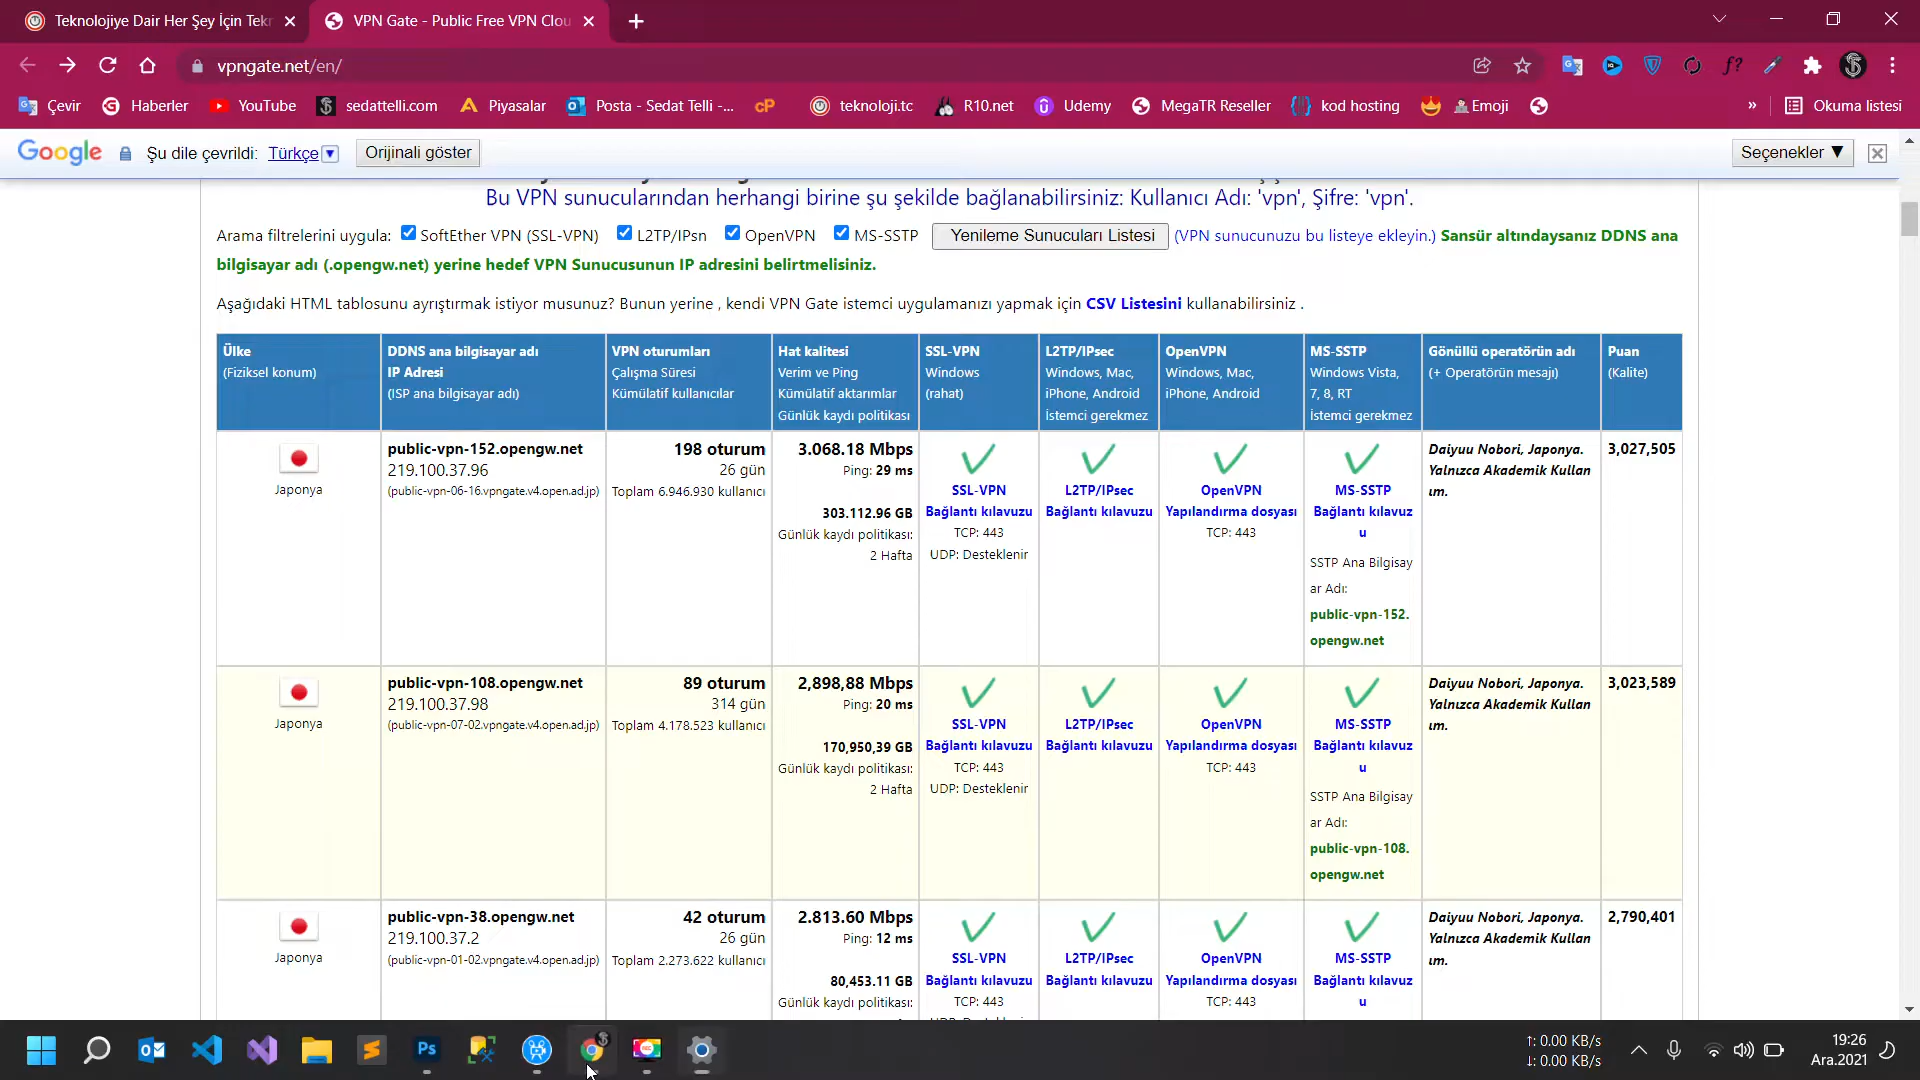 Teknolojiye Dair Her Şey İçin Tekn
VPN Gate - Public Free VPN Clou
vpngate.net/en/
Çevir
Haberler
YouTube
sedattelli.com
Piyasalar
Posta - Sedat Telli -...
cP
teknoloji.tc
R10.net
Udemy
MegaTR Reseller
kod hosting
Emoji
»
Okuma listesi
Google
Şu dile çevrildi: Türkçe
Orijinali göster
Seçenekler ▼
Bu VPN sunucularından herhangi birine şu şekilde bağlanabilirsiniz: Kullanıcı Adı: 'vpn', Şifre: 'vpn'.
Arama filtrelerini uygula: SoftEther VPN (SSL-VPN) L2TP/IPsn OpenVPN MS-SSTP Yenileme Sunucuları Listesi (VPN sunucunuzu bu listeye ekleyin.) Sansür altındaysanız DDNS ana
bilgisayar adı (.opengw.net) yerine hedef VPN Sunucusunun IP adresini belirtmelisiniz.
Aşağıdaki HTML tablosunu ayrıştırmak istiyor musunuz? Bunun yerine , kendi VPN Gate istemci uygulamanızı yapmak için CSV Listesini kullanabilirsiniz .
Ülke
(Fiziksel konum)
DDNS ana bilgisayar adı
IP Adresi
(ISP ana bilgisayar adı)
VPN oturumları
Çalışma Süresi
Kümülatif kullanıcılar
Hat kalitesi
Verim ve Ping
Kümülatif aktarımlar
Günlük kaydı politikası
SSL-VPN
Windows
(rahat)
L2TP/IPsec
Windows, Mac,
iPhone, Android
İstemci gerekmez
OpenVPN
Windows, Mac,
iPhone, Android
MS-SSTP
Windows Vista,
7, 8, RT
İstemci gerekmez
Gönüllü operatörün adı
(+ Operatörün mesajı)
Puan
(Kalite)
Japonya
public-vpn-152.opengw.net
219.100.37.96
(public-vpn-06-16.vpngate.v4.open.ad.jp)
198 oturum
26 gün
Toplam 6.946.930 kullanıcı
3.068.18 Mbps
Ping: 29 ms
303.112.96 GB
Günlük kaydı politikası:
2 Hafta
SSL-VPN
Bağlantı kılavuzu
TCP: 443
UDP: Desteklenir
L2TP/IPsec
Bağlantı kılavuzu
OpenVPN
Yapılandırma dosyası
TCP: 443
MS-SSTP
Bağlantı kılavuz
u
SSTP Ana Bilgisay
ar Adı:
public-vpn-152.
opengw.net
Daiyuu Nobori, Japonya.
Yalnızca Akademik Kullan
ım.
3,027,505
Japonya
public-vpn-108.opengw.net
219.100.37.98
(public-vpn-07-02.vpngate.v4.open.ad.jp)
89 oturum
314 gün
Toplam 4.178.523 kullanıcı
2,898,88 Mbps
Ping: 20 ms
170,950,39 GB
Günlük kaydı politikası:
2 Hafta
SSL-VPN
Bağlantı kılavuzu
TCP: 443
UDP: Desteklenir
L2TP/IPsec
Bağlantı kılavuzu
OpenVPN
Yapılandırma dosyası
TCP: 443
MS-SSTP
Bağlantı kılavuz
u
SSTP Ana Bilgisay
ar Adı:
public-vpn-108.
opengw.net
Daiyuu Nobori, Japonya.
Yalnızca Akademik Kullan
ım.
3,023,589
Japonya
public-vpn-38.opengw.net
219.100.37.2
(public-vpn-01-02.vpngate.v4.open.ad.jp)
42 oturum
26 gün
Toplam 2.273.622 kullanıcı
2.813.60 Mbps
Ping: 12 ms
80,453.11 GB
Günlük kaydı politikası:
SSL-VPN
Bağlantı kılavuzu
TCP: 443
L2TP/IPsec
Bağlantı kılavuzu
OpenVPN
Yapılandırma dosyası
TCP: 443
MS-SSTP
Bağlantı kılavuz
u
Daiyuu Nobori, Japonya.
Yalnızca Akademik Kullan
ım.
2,790,401
Ps
↑: 0.00 KB/s
↓: 0.00 KB/s
19:26
Ara.2021